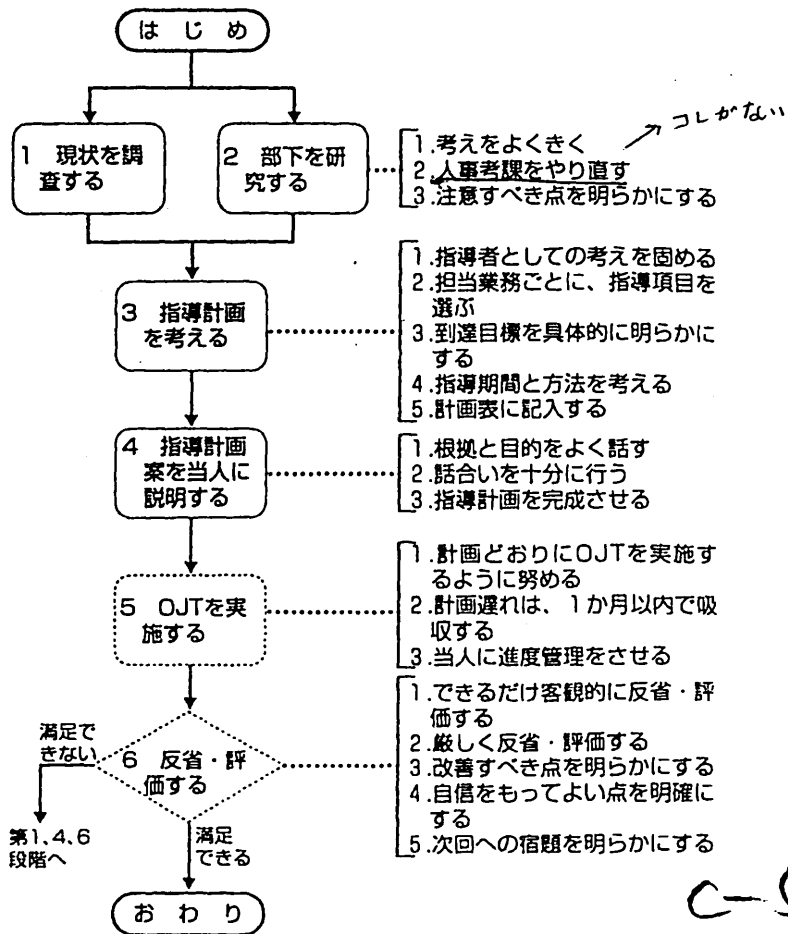 は じ め
コレがない
1 現状を調
査する
2 部下を研
究する
1.考えをよくきく
2.人事考課をやり直す
3.注意すべき点を明らかにする
3 指導計画
を考える
1.指導者としての考えを固める
2.担当業務ごとに、指導項目を
選ぶ
3.到達目標を具体的に明らかに
する
4.指導期間と方法を考える
5.計画表に記入する
4 指導計画
案を当人に
説明する
1.根拠と目的をよく話す
2.話合いを十分に行う
3.指導計画を完成させる
5 OJTを実
施する
1.計画どおりにOJTを実施す
るように努める
2.計画遅れは、1か月以内で吸
収する
3.当人に進度管理をさせる
6 反省・評
価する
1.できるだけ客観的に反省・評
価する
2.厳しく反省・評価する
3.改善すべき点を明らかにする
4.自信をもってよい点を明確に
する
5.次回への宿題を明らかにする
満足で
きない
第1、4、6
段階へ
満足
できる
お わ り